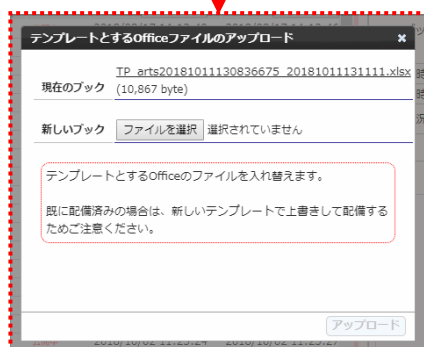 テンプレートとするOfficeファイルのアップロード ×
現在のブック TP_arts20181011130836675_20181011131111.xlsx
(10,867 byte)
新しいブック ファイルを選択 選択されていません
テンプレートとするOfficeのファイルを入れ替えます。
既に配備済みの場合は、新しいテンプレートで上書きして配備する
ためご注意ください。
アップロード